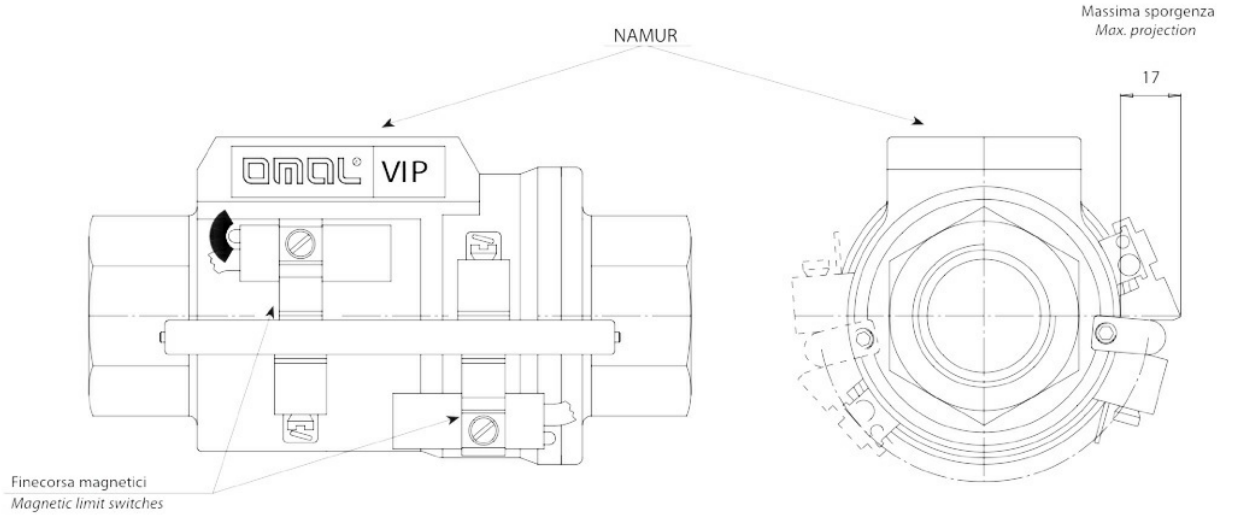 Massima sporgenza
Max. projection
NAMUR
17
OMAL® VIP
Finecorsa magnetici
Magnetic limit switches